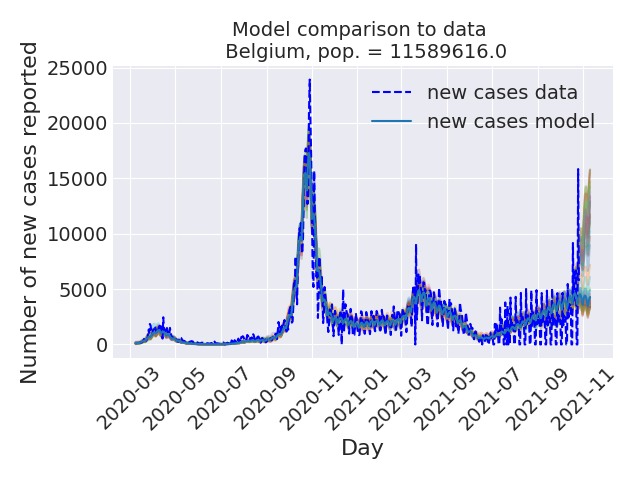 Model comparison to data
Belgium, pop. = 11589616.0
Number of new cases reported
25000
20000
15000
10000
5000
0
new cases data
new cases model
2020-03
2020-05
2020-07
2020-09
2020-11
2021-01
2021-03
2021-05
2021-07
2021-09
2021-11
Day